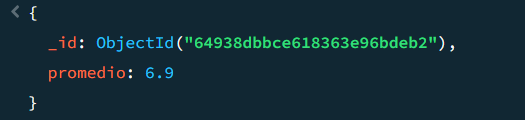 {
_id: ObjectId("64938dbbce618363e96bdeb2"),
promedio: 6.9
}